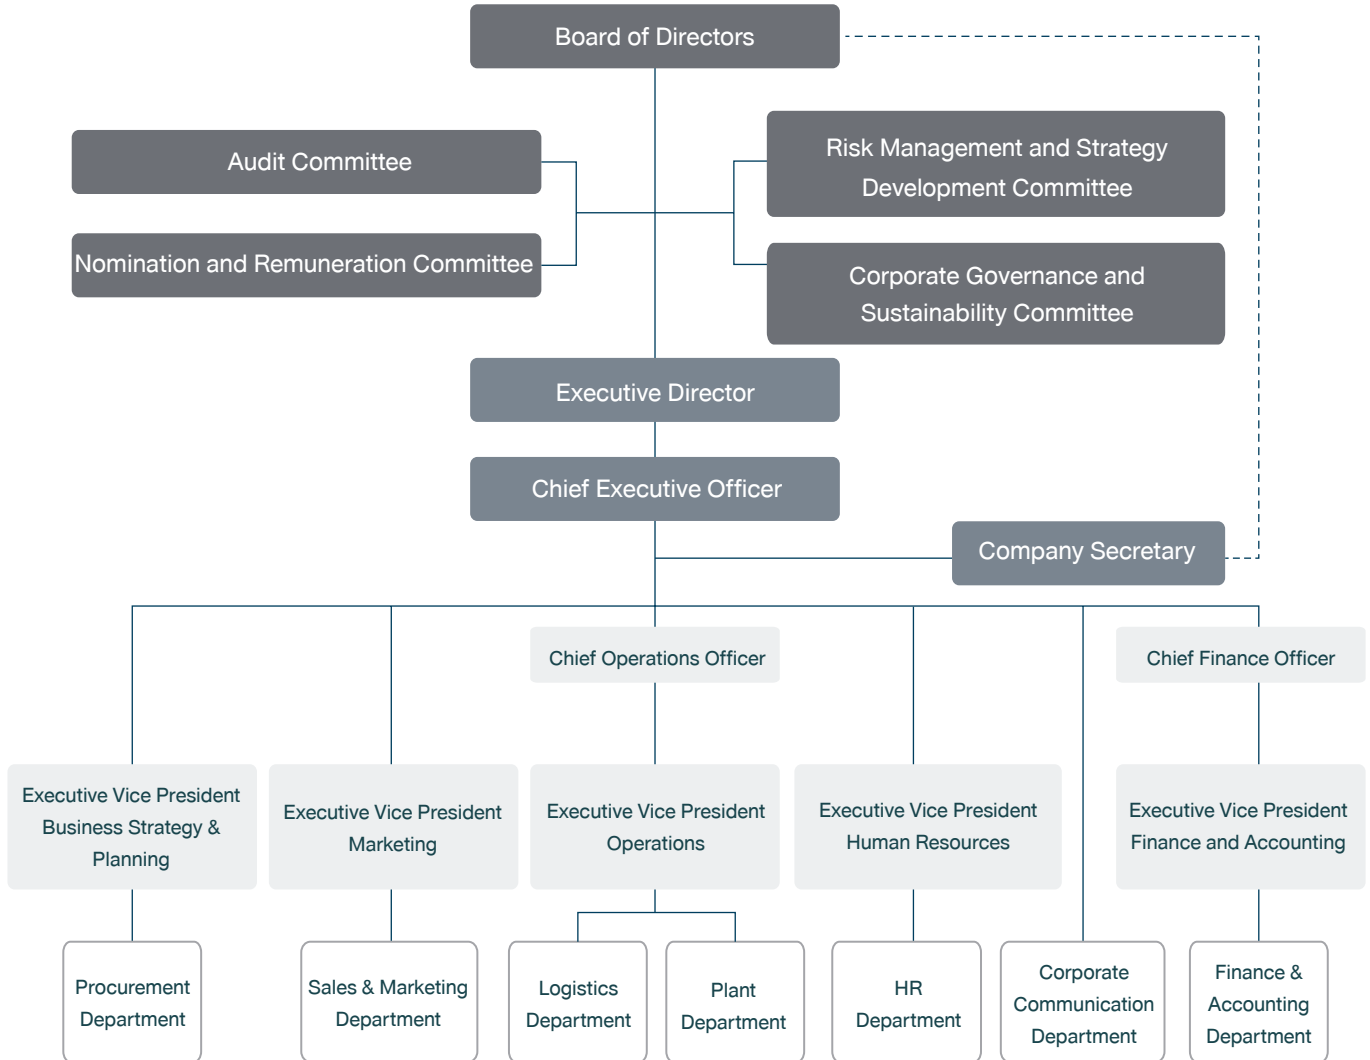 Board of Directors
Audit Committee
Nomination and Remuneration Committee
Risk Management and Strategy
Development Committee
Corporate Governance and
Sustainability Committee
Executive Director
Chief Executive Officer
Company Secretary
Chief Operations Officer
Chief Finance Officer
Executive Vice President
Business Strategy &
Planning
Executive Vice President
Marketing
Executive Vice President
Operations
Executive Vice President
Human Resources
Executive Vice President
Finance and Accounting
Procurement
Department
Sales & Marketing
Department
Logistics
Department
Plant
Department
HR
Department
Corporate
Communication
Department
Finance &
Accounting
Department